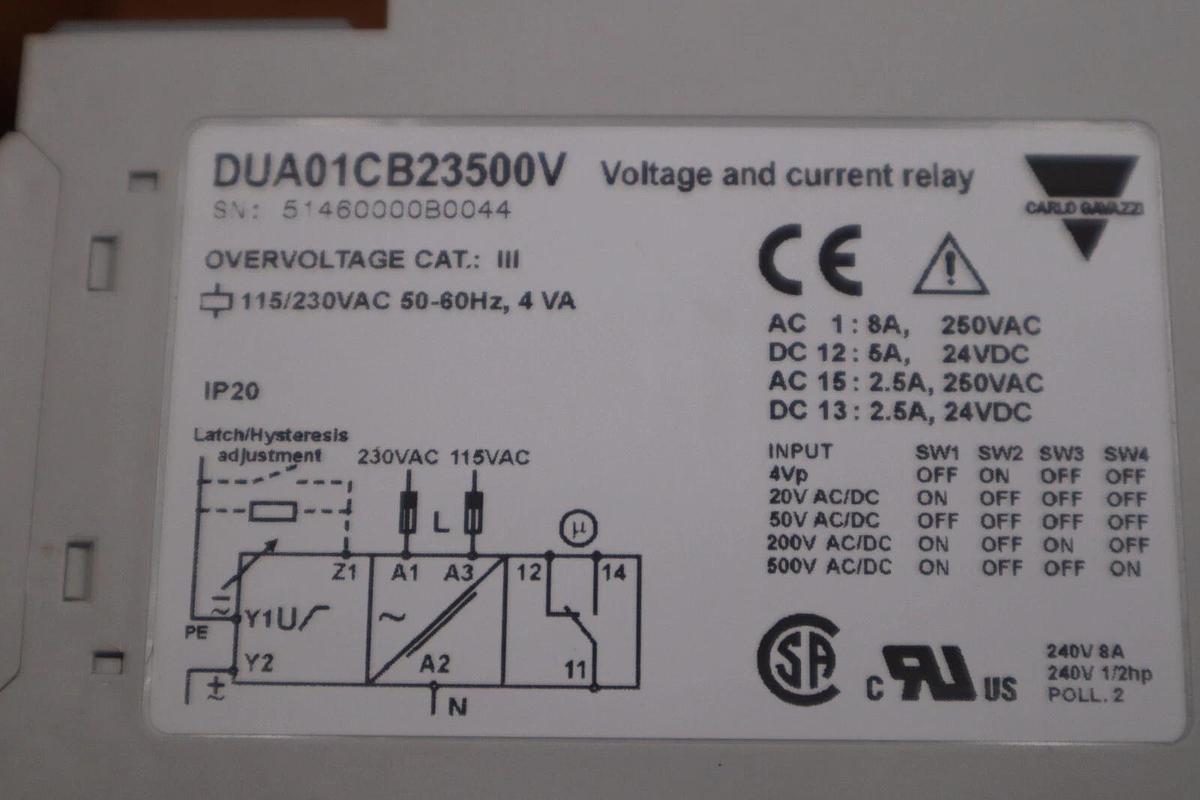 DUA01CB23500V Voltage and current relay
SN: 51460000B0044
CARLO GAVAZZI
OVERVOLTAGE CAT.: III
115/230VAC 50-60Hz, 4 VA
CE
AC 1: 8A, 250VAC
DC 12: 5A, 24VDC
AC 15: 2.5A, 250VAC
DC 13: 2.5A, 24VDC
IP20
Latch/Hysteresis
adjustment
230VAC 115VAC
L
µ
Z1 A1 A3 12 14
PE Y1 U
Y2 A2 11
N
INPUT SW1 SW2 SW3 SW4
4Vp OFF ON OFF OFF
20V AC/DC ON OFF OFF OFF
50V AC/DC OFF OFF OFF OFF
200V AC/DC ON OFF ON OFF
500V AC/DC ON OFF OFF ON
SA
C RU US
240V 8A
240V 1/2hp
POLL. 2